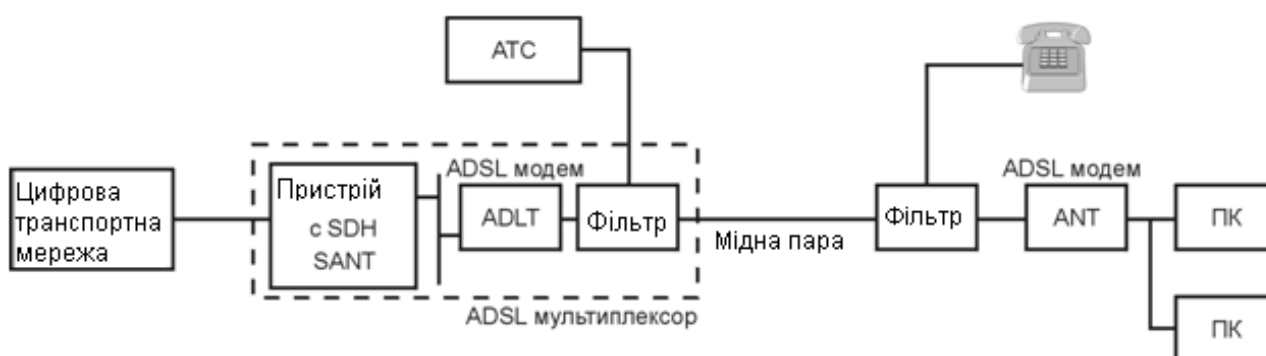 АТС
ADSL модем
ADSL модем
Цифрова
транспортна
мережа
Пристрій
с SDH
SANT
ADLT
Фільтр
Мідна пара
Фільтр
ANT
ПК
ADSL мультиплексор
ПК